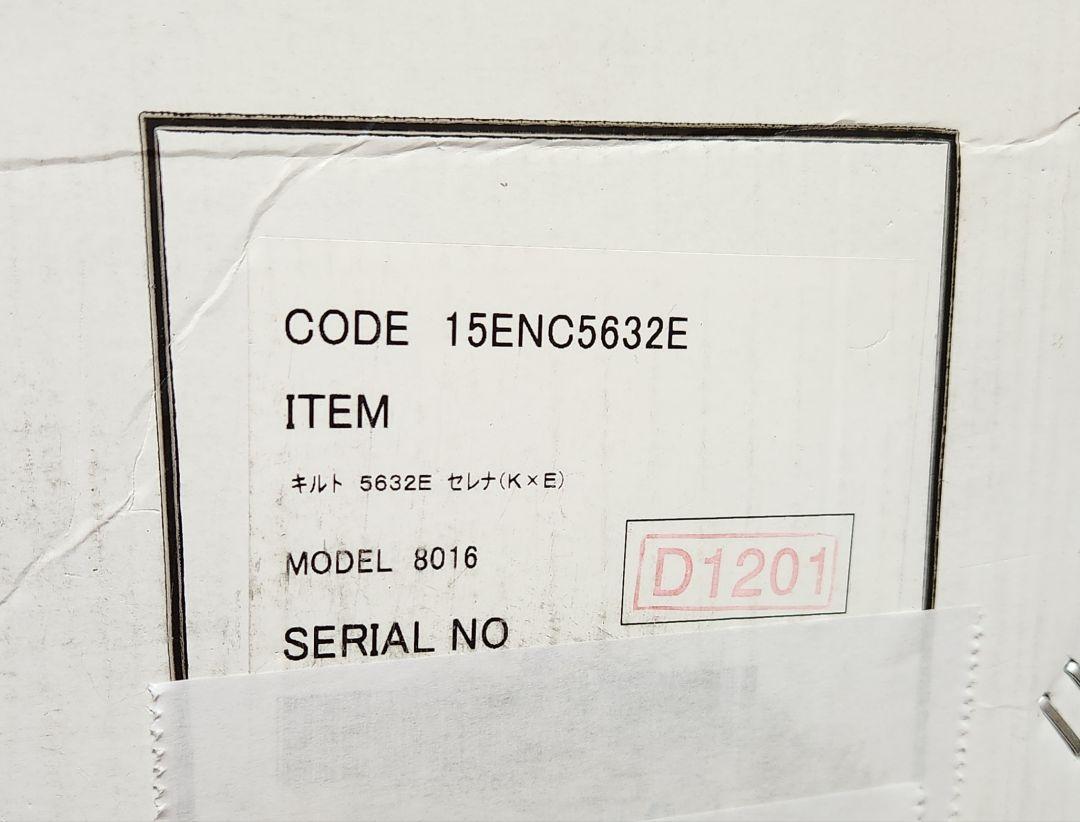 CODE 15ENC5632E
ITEM
キルト 5632E セレナ(K×E)
MODEL 8016
D1201
SERIAL NO